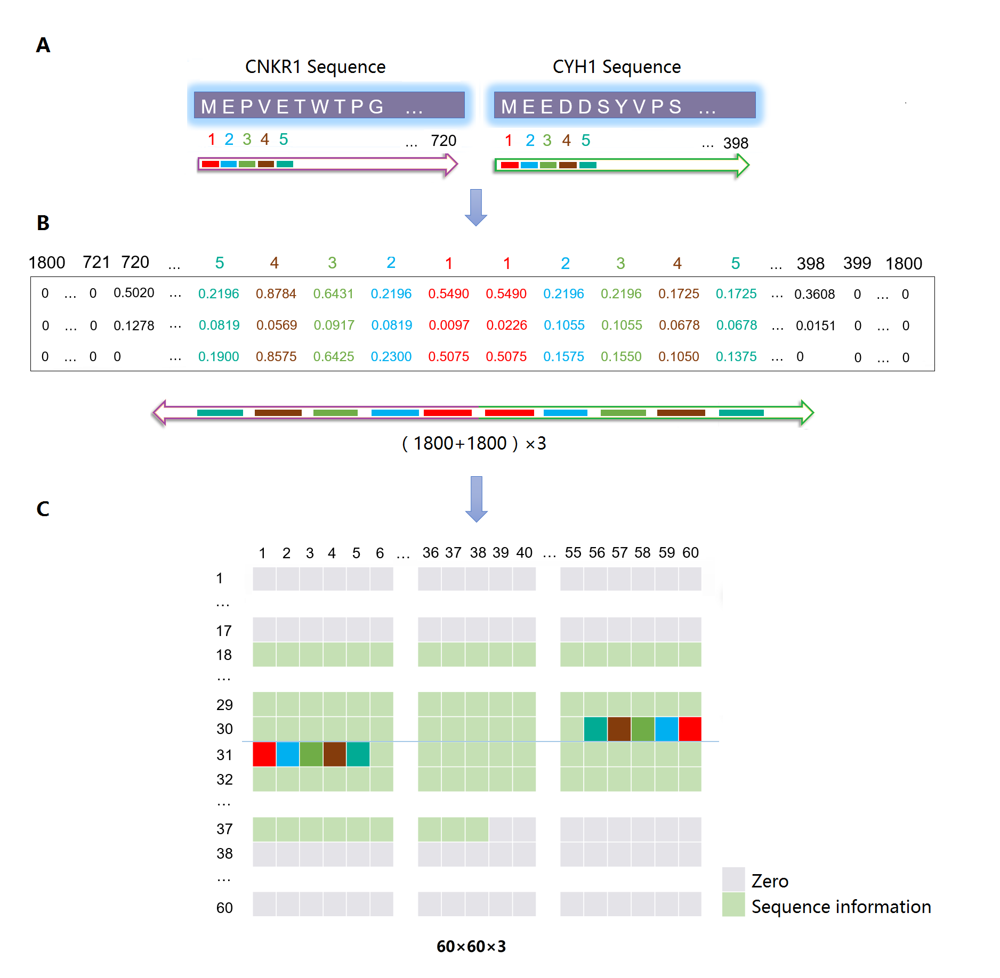 A
CNKR1 Sequence CYH1 Sequence
M E P V E T W T P G ... M E E D D S Y V P S ...
1 2 3 4 5 ... 720 1 2 3 4 5 ... 398
B
1800 721 720 ... 5 4 3 2 1 1 2 3 4 5 ... 398 399 1800
0 ... 0 0.5020 ... 0.2196 0.8784 0.6431 0.2196 0.5490 0.5490 0.2196 0.2196 0.1725 0.1725 ... 0.3608 0 ... 0
0 ... 0 0.1278 ... 0.0819 0.0569 0.0917 0.0819 0.0097 0.0226 0.1055 0.1055 0.0678 0.0678 ... 0.0151 0 ... 0
0 ... 0 0 ... 0.1900 0.8575 0.6425 0.2300 0.5075 0.5075 0.1575 0.1550 0.1050 0.1375 ... 0 0 ... 0
( 1800+1800 ) ×3
C
1 2 3 4 5 6 ... 36 37 38 39 40 ... 55 56 57 58 59 60
1
...
17
18
...
29
30
31
32
...
37
38
...
60
Zero
Sequence information
60×60×3